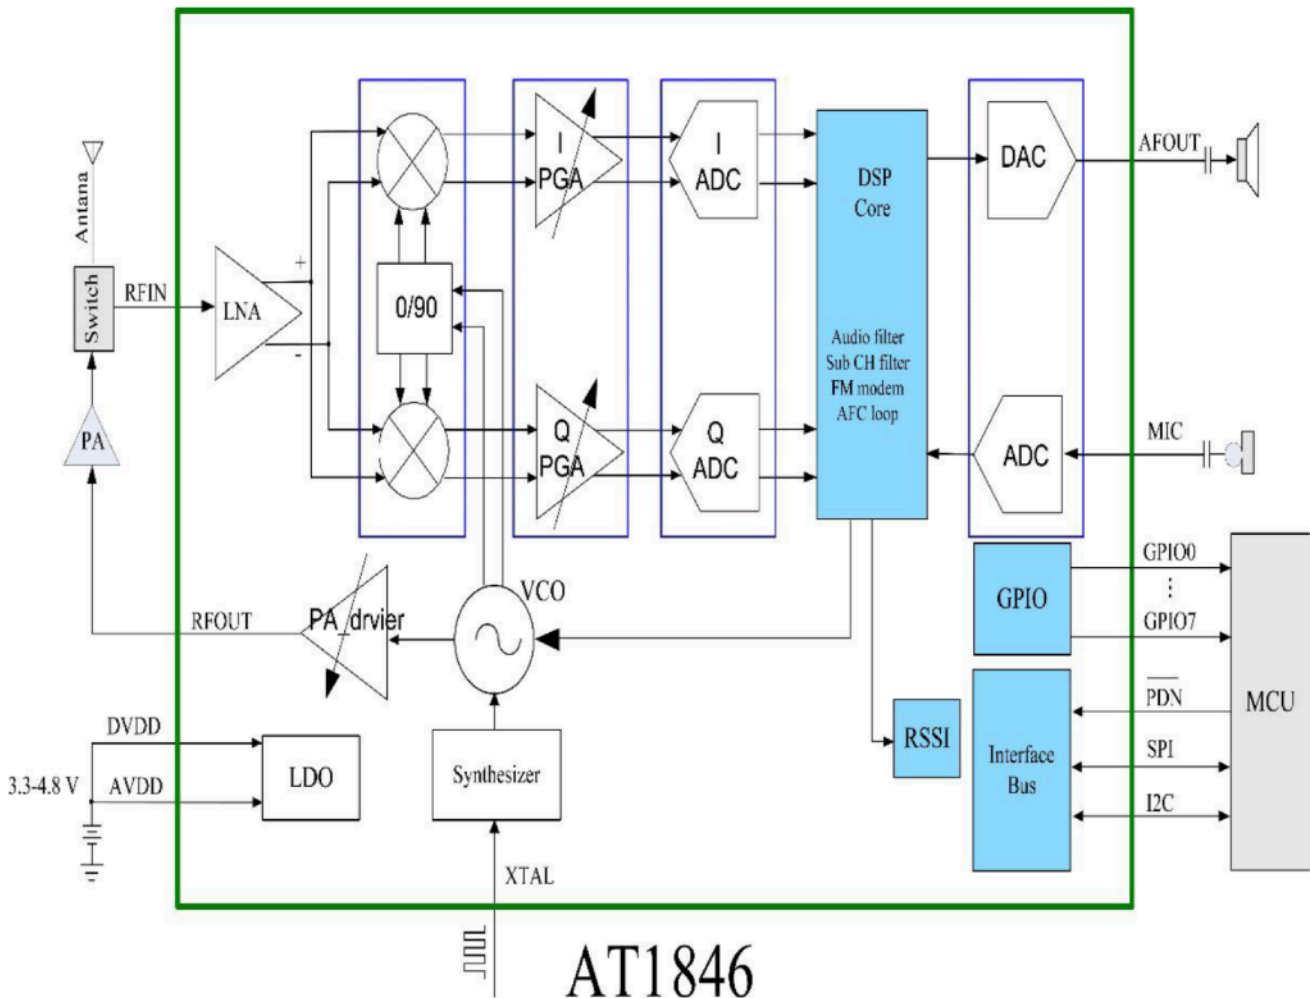 Antana
Switch
RFIN
LNA
+
-
PA
I
PGA
I
ADC
0/90
Q
PGA
Q
ADC
DSP
Core
Audio filter
Sub CH filter
FM modem
AFC loop
DAC
AFOUT
ADC
MIC
VCO
PA_drvier
RFOUT
GPIO
GPIO0
⋮
GPIO7
MCU
PDN
SPI
I2C
Interface
Bus
RSSI
DVDD
3.3-4.8 V
AVDD
LDO
Synthesizer
XTAL
AT1846